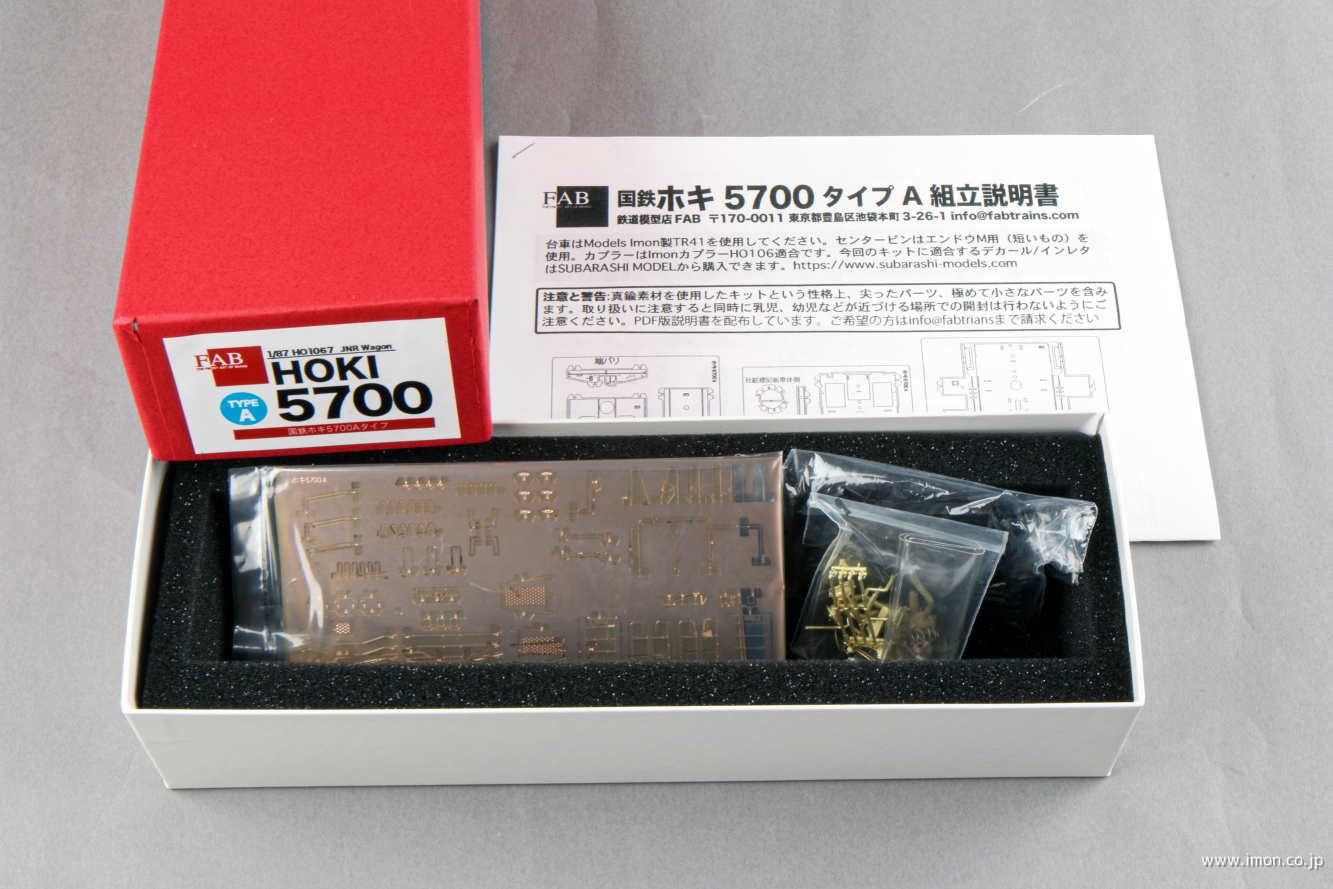 FAB
国鉄ホキ 5700 タイプ A 組立説明書
鉄道模型店 FAB 〒170-0011 東京都豊島区池袋本町 3-26-1 info@fabtrains.com
台車はModels Imon製TR41を使用してください。センターピンはエンドウM用（短いもの）を
使用。カプラーはImonカプラーHO106適合です。今回のキットに適合するデカール/インレタ
はSUBARASHI MODELから購入できます。https://www.subarashi-models.com
注意と警告:真鍮素材を使用したキットという性格上、尖ったパーツ、極めて小さなパーツを含み
ます。取り扱いに注意すると同時に乳児、幼児などが近づける場所での開封は行わないようにご
注意ください。PDF版説明書を配布しています。ご希望の方はinfo@fabtriansまで請求ください
端バリ
FAB
1/87 HO1067 JNR Wagon
HOKI
TYPE
A
5700
国鉄ホキ5700Aタイプ
ホキ5700 A
www.imon.co.jp